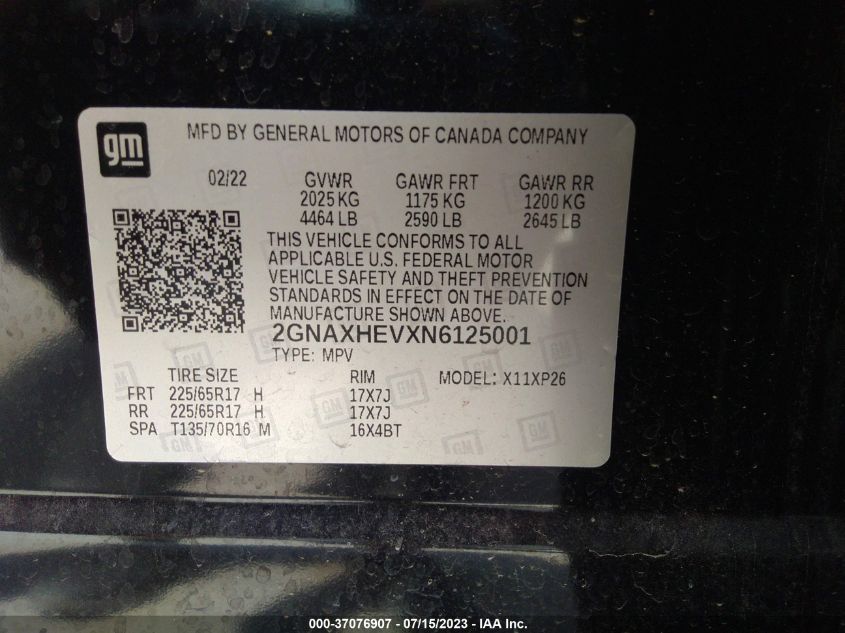 gm
MFD BY GENERAL MOTORS OF CANADA COMPANY
02/22 GVWR GAWR FRT GAWR RR
2025 KG 1175 KG 1200 KG
4464 LB 2590 LB 2645 LB
THIS VEHICLE CONFORMS TO ALL
APPLICABLE U.S. FEDERAL MOTOR
VEHICLE SAFETY AND THEFT PREVENTION
STANDARDS IN EFFECT ON THE DATE OF
MANUFACTURE SHOWN ABOVE.
2GNAXHEVXN6125001
TYPE: MPV
TIRE SIZE RIM MODEL: X11XP26
FRT 225/65R17 H 17X7J
RR 225/65R17 H 17X7J
SPA T135/70R16 M 16X4BT
000-37076907 - 07/15/2023 - IAA Inc.